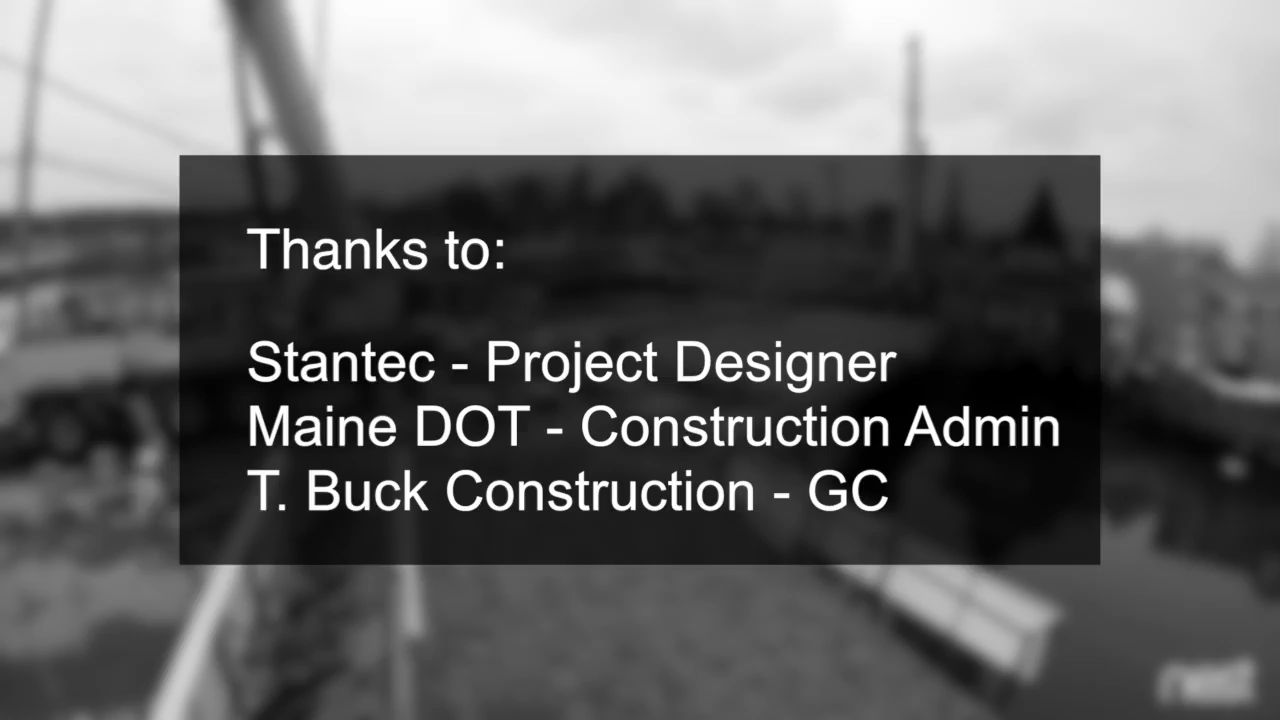 Thanks to:
Stantec - Project Designer
Maine DOT - Construction Admin
T. Buck Construction - GC